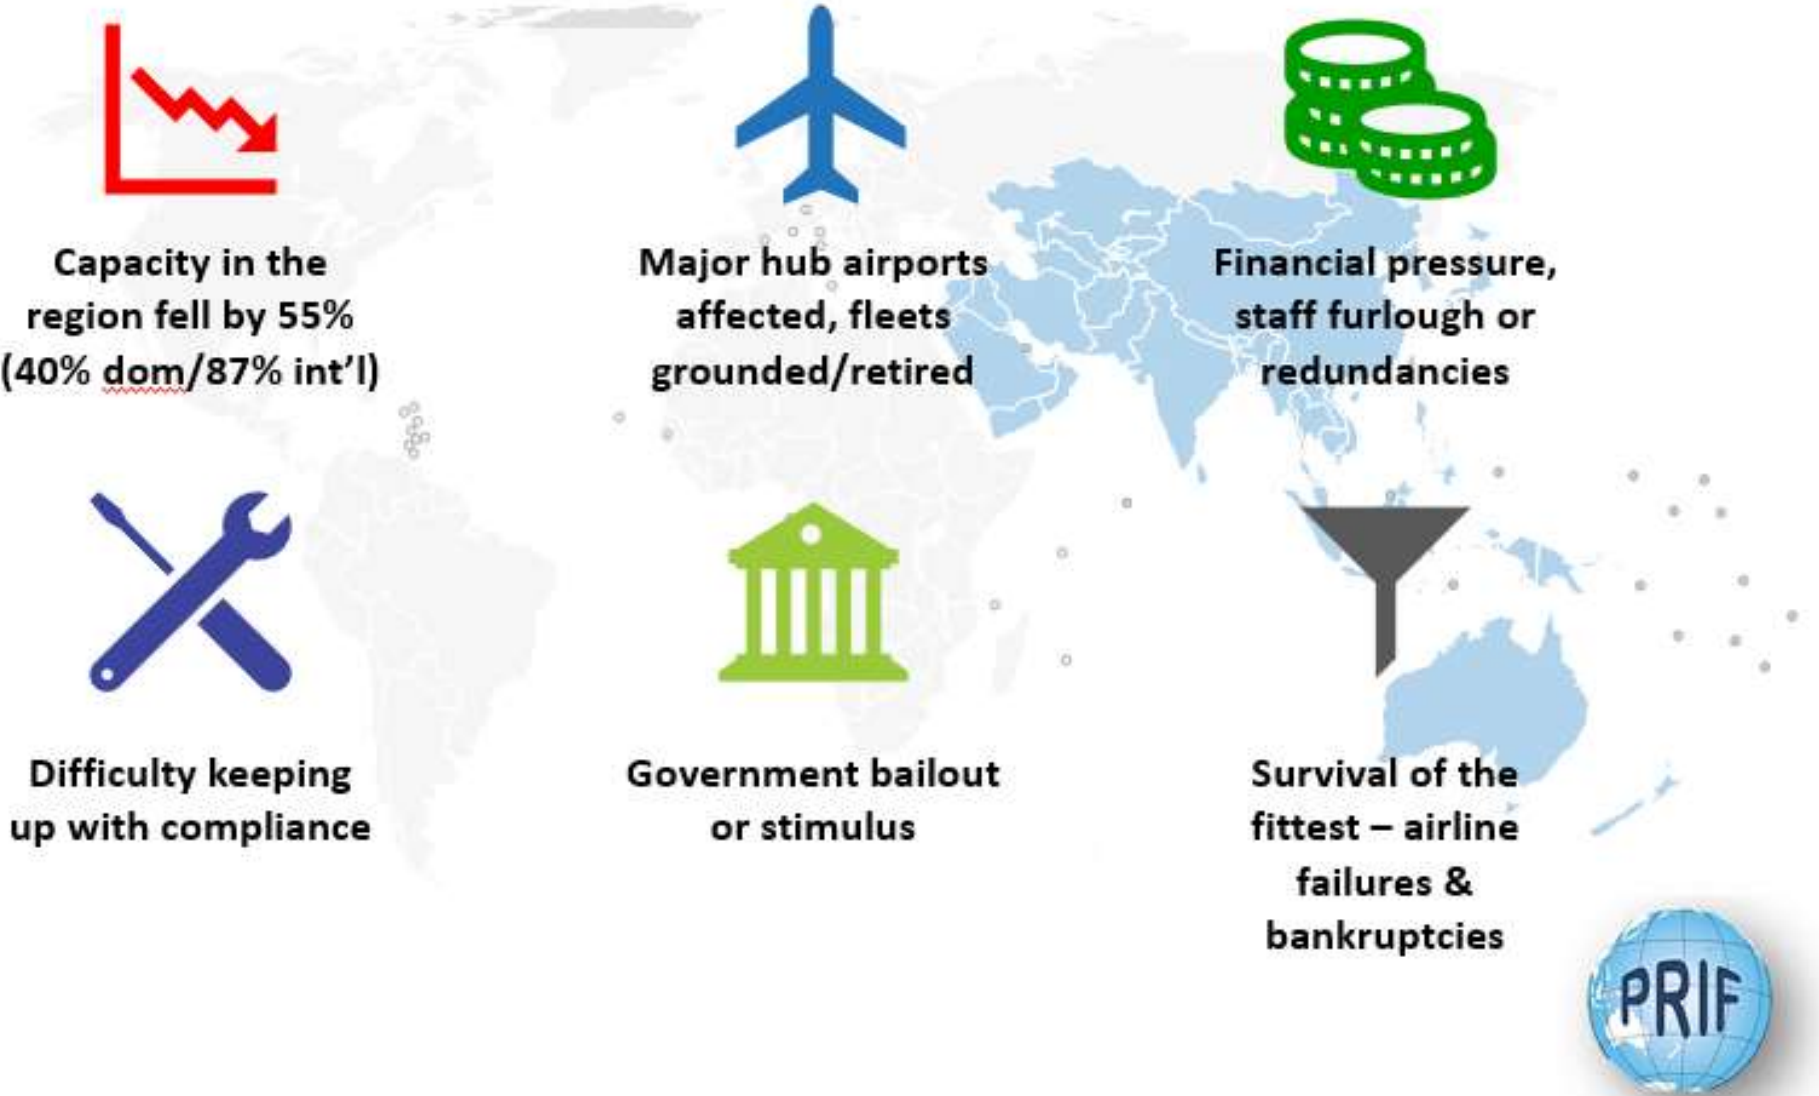 Capacity in the
region fell by 55%
(40% dom/87% int'l)
Major hub airports
affected, fleets
grounded/retired
Financial pressure,
staff furlough or
redundancies
Difficulty keeping
up with compliance
Government bailout
or stimulus
Survival of the
fittest – airline
failures &
bankruptcies
PRIF